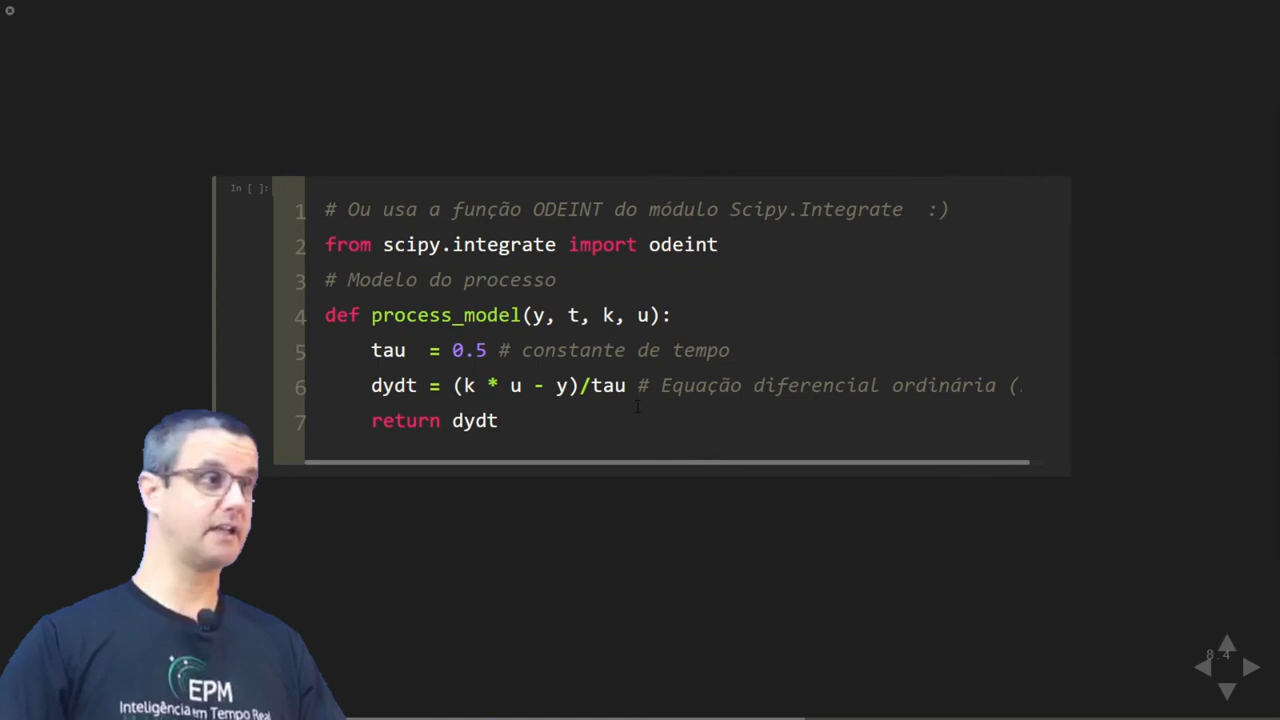 In [ ]:
1 # Ou usa a função ODEINT do módulo Scipy.Integrate :)
2 from scipy.integrate import odeint
3 # Modelo do processo
4 def process_model(y, t, k, u):
5 tau = 0.5 # constante de tempo
6 dydt = (k * u - y)/tau # Equação diferencial ordinária (
7 return dydt
EPM
Inteligência em Tempo Real
8.4